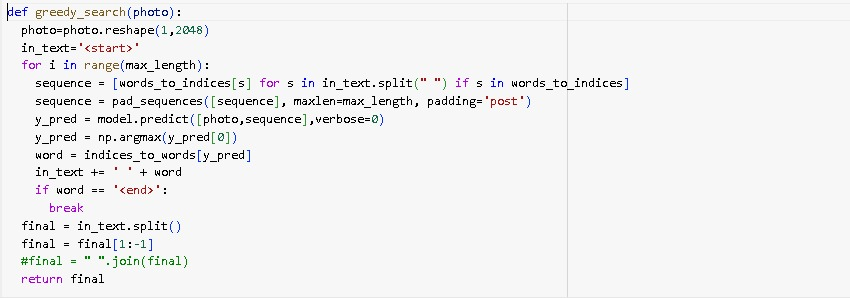 def greedy_search(photo):
  photo=photo.reshape(1,2048)
  in_text='<start>'
  for i in range(max_length):
    sequence = [words_to_indices[s] for s in in_text.split(" ") if s in words_to_indices]
    sequence = pad_sequences([sequence], maxlen=max_length, padding='post')
    y_pred = model.predict([photo,sequence],verbose=0)
    y_pred = np.argmax(y_pred[0])
    word = indices_to_words[y_pred]
    in_text += ' ' + word
    if word == '<end>':
      break
  final = in_text.split()
  final = final[1:-1]
  #final = " ".join(final)
  return final